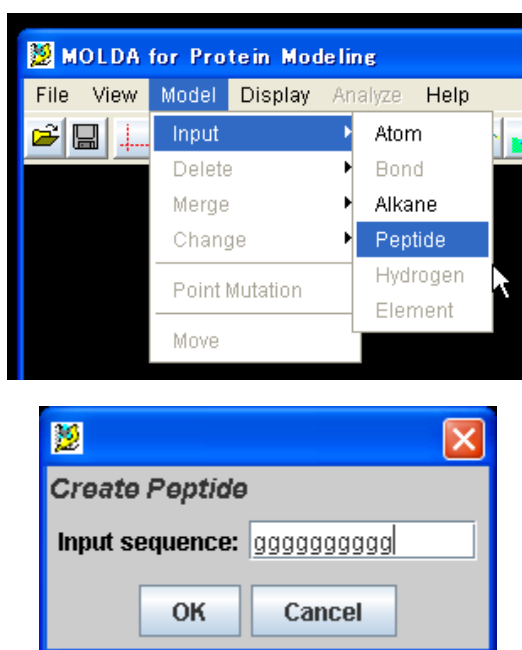 MOLDA for Protein Modeling
File View Model Display Analyze Help
Input
Atom
Delete
Bond
Merge
Alkane
Change
Peptide
Hydrogen
Point Mutation
Element
Move
Create Peptide
Input sequence: gggggggggg
OK Cancel